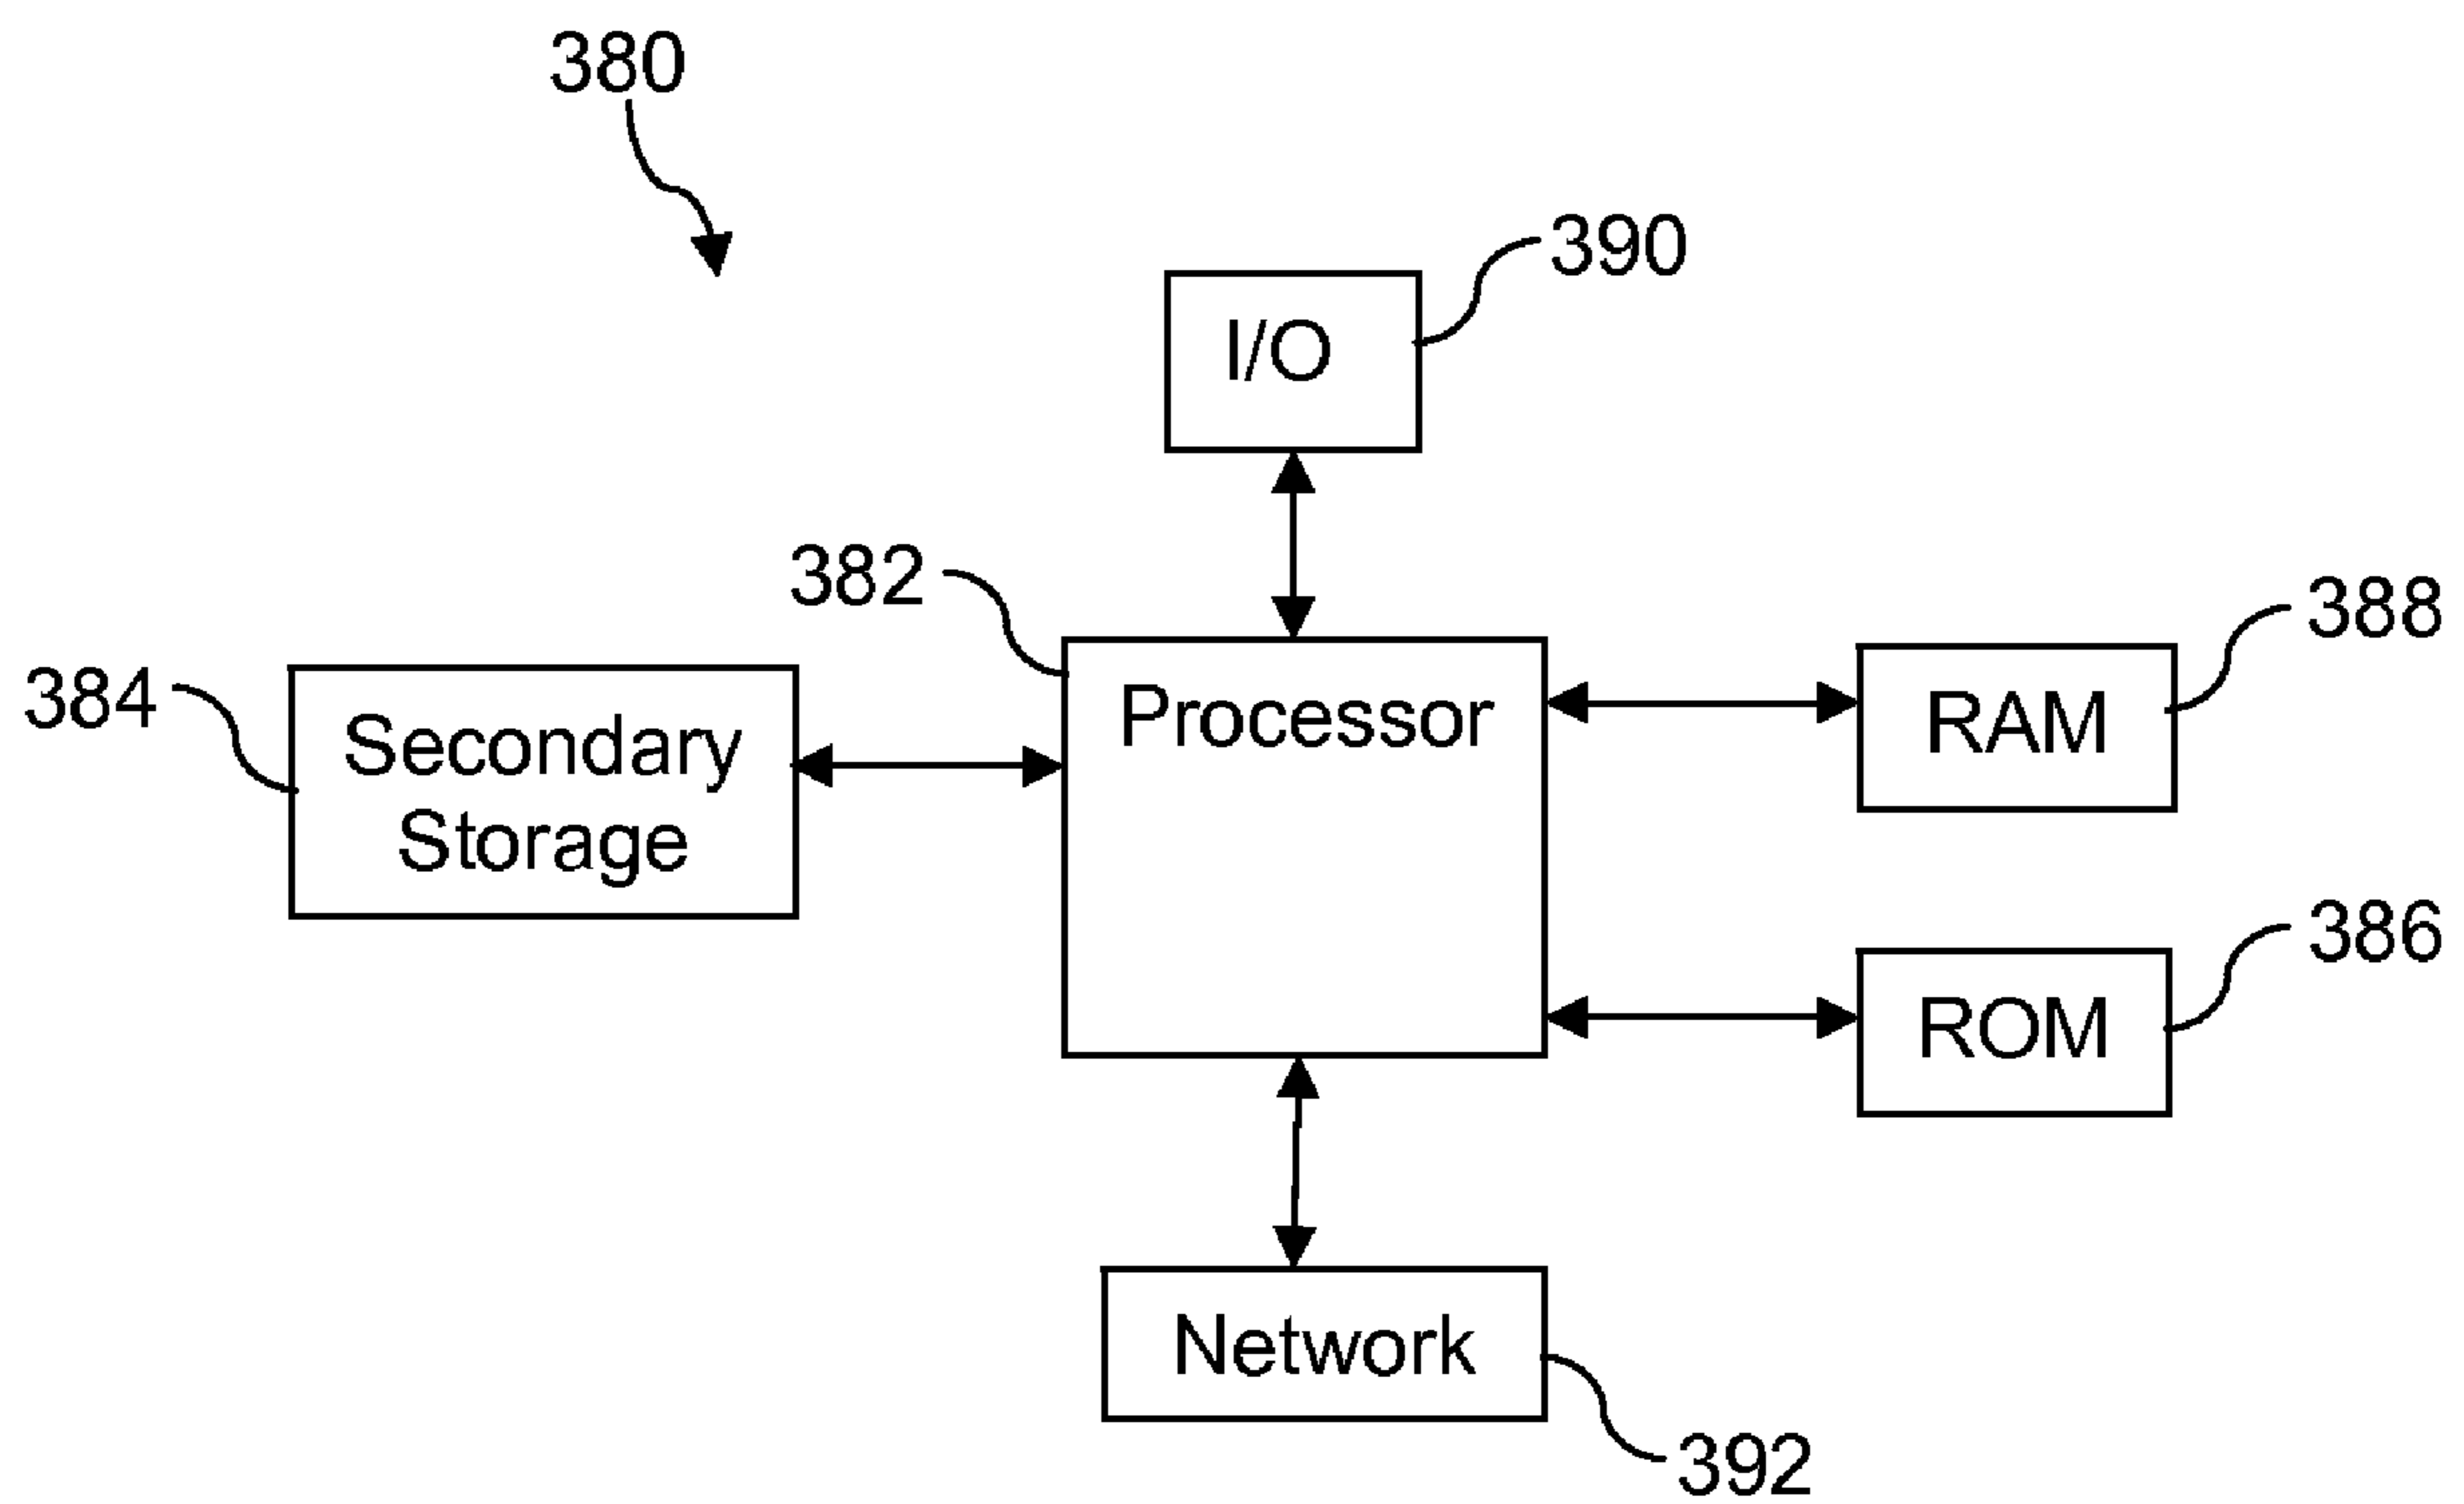 380
390
I/O
382
388
384
Processor
RAM
Secondary
Storage
386
ROM
Network
392